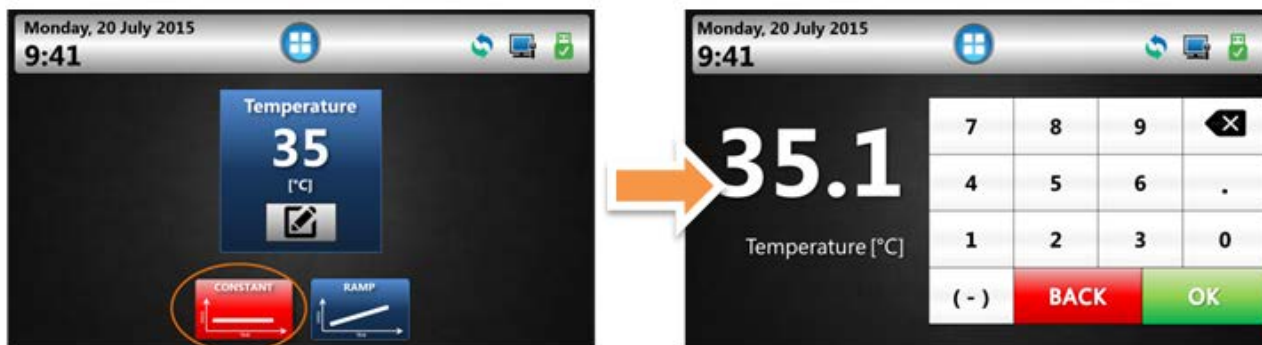 Monday, 20 July 2015
9:41
Temperature
35
[°C]
CONSTANT
RAMP
Monday, 20 July 2015
9:41
35.1
Temperature [°C]
7 8 9
4 5 6 .
1 2 3 0
(-) BACK OK